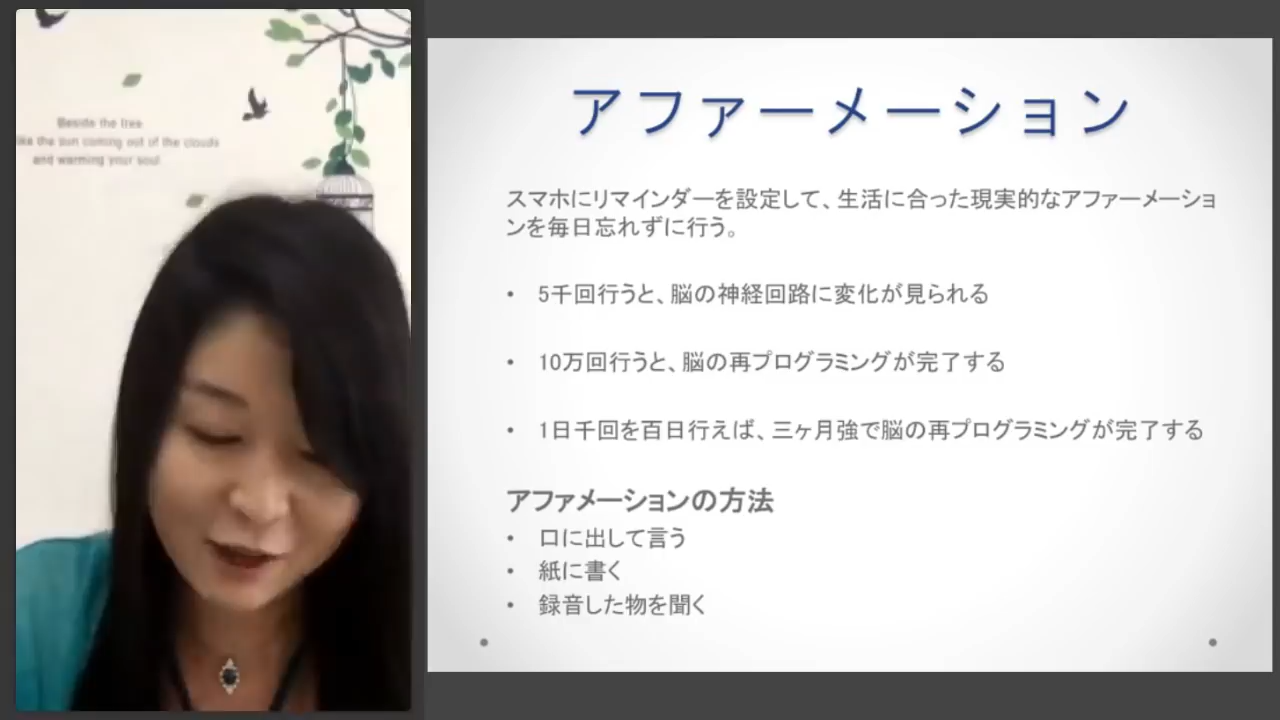 Beside the tree
like the sun coming out of the clouds
and warming your soul
アファーメーション
スマホにリマインダーを設定して、生活に合った現実的なアファーメーショ
ンを毎日忘れずに行う。
• 5千回行うと、脳の神経回路に変化が見られる
• 10万回行うと、脳の再プログラミングが完了する
• 1日千回を百日行えば、三ヶ月強で脳の再プログラミングが完了する
アファメーションの方法
• 口に出して言う
• 紙に書く
• 録音した物を聞く